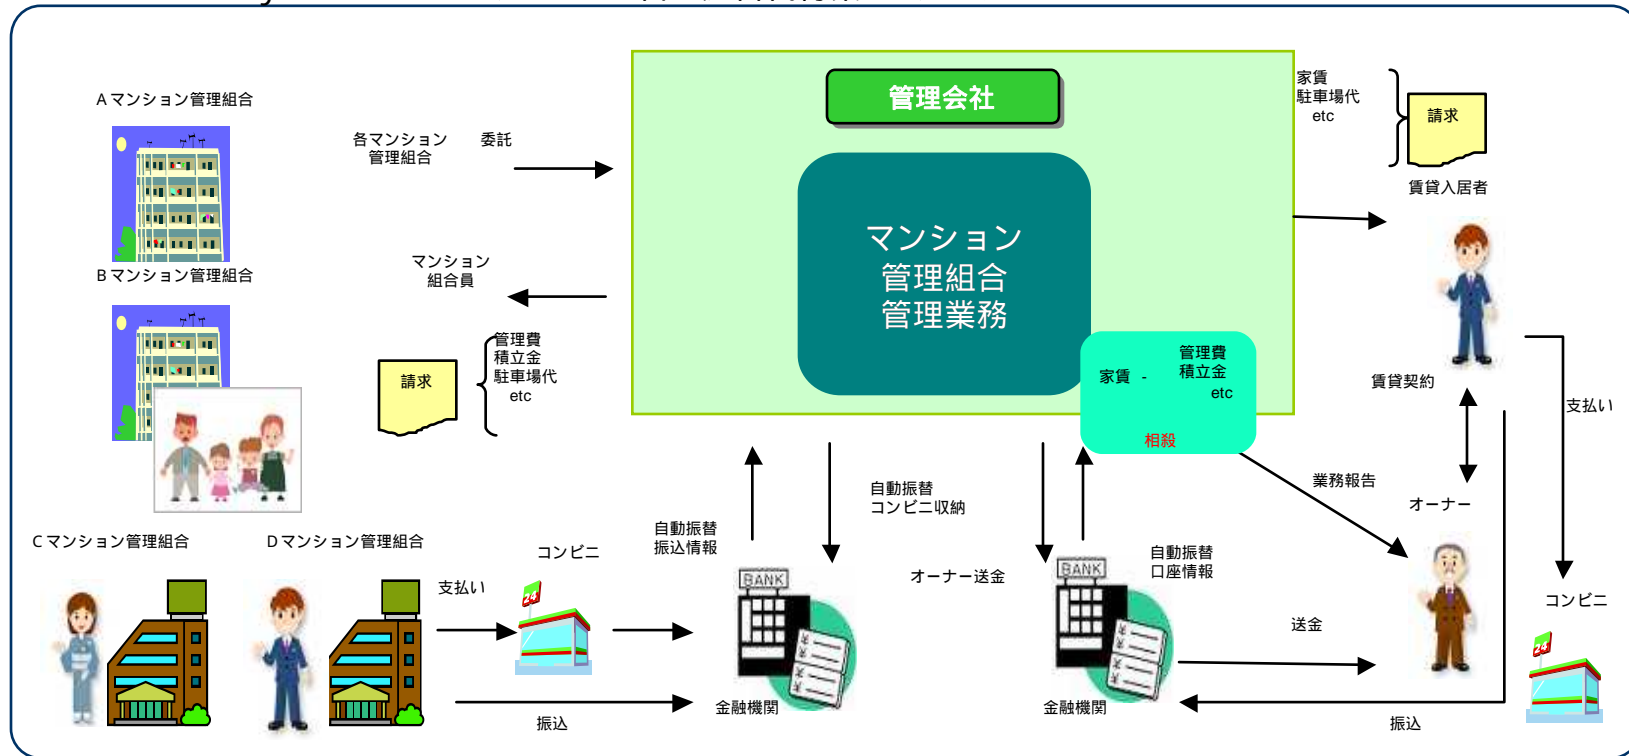 管理会社
マンション
管理組合
管理業務
家賃 -
管理費
積立金
etc
相殺
Aマンション管理組合
Bマンション管理組合
各マンション
管理組合
委託
マンション
組合員
請求
管理費
積立金
駐車場代
etc
Cマンション管理組合
Dマンション管理組合
支払い
コンビニ
24
振込
自動振替
振込情報
自動振替
コンビニ収納
BANK
金融機関
オーナー送金
BANK
金融機関
自動振替
口座情報
家賃
駐車場代
etc
請求
賃貸入居者
賃貸契約
支払い
業務報告
オーナー
送金
振込
コンビニ
24